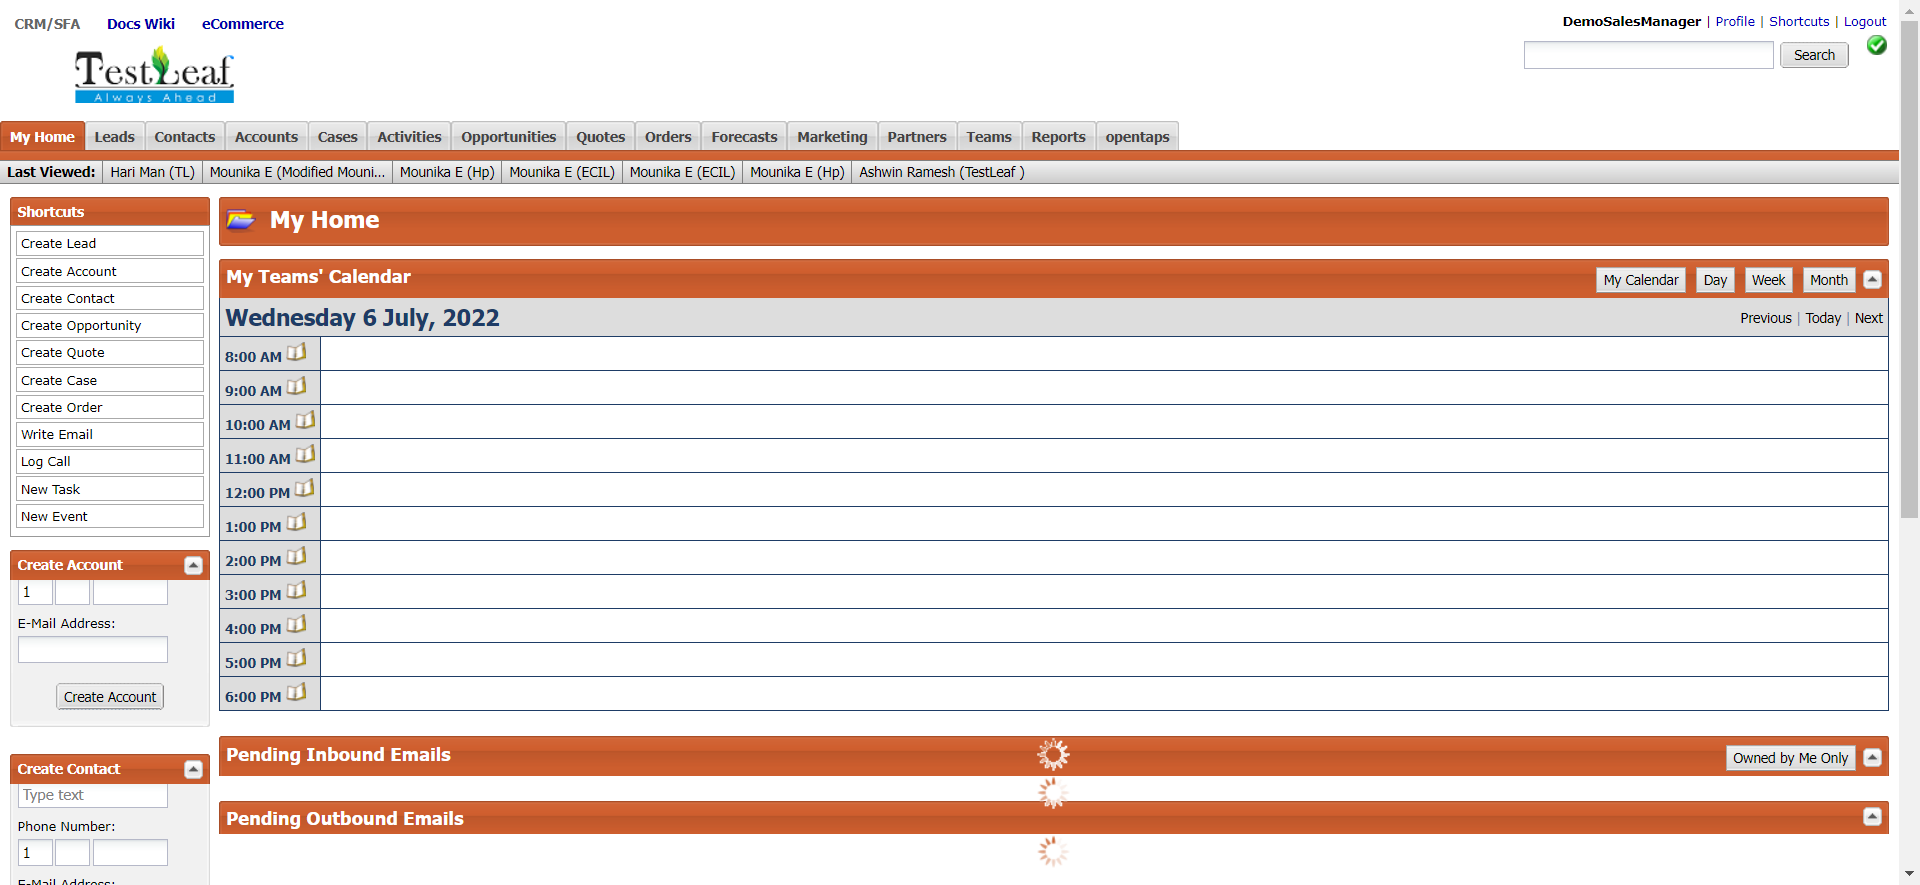 CRM/SFA Docs Wiki eCommerce
DemoSalesManager | Profile | Shortcuts | Logout
Search
TestLeaf
Always Ahead
My Home Leads Contacts Accounts Cases Activities Opportunities Quotes Orders Forecasts Marketing Partners Teams Reports opentaps
Last Viewed: Hari Man (TL) Mounika E (Modified Mouni... Mounika E (Hp) Mounika E (ECIL) Mounika E (ECIL) Mounika E (Hp) Ashwin Ramesh (TestLeaf )
Shortcuts
Create Lead
Create Account
Create Contact
Create Opportunity
Create Quote
Create Case
Create Order
Write Email
Log Call
New Task
New Event
Create Account
1
E-Mail Address:
Create Account
Create Contact
Type text
Phone Number:
1
E-Mail Address:
My Home
My Teams' Calendar
My Calendar Day Week Month
Wednesday 6 July, 2022
Previous | Today | Next
8:00 AM
9:00 AM
10:00 AM
11:00 AM
12:00 PM
1:00 PM
2:00 PM
3:00 PM
4:00 PM
5:00 PM
6:00 PM
Pending Inbound Emails
Owned by Me Only
Pending Outbound Emails